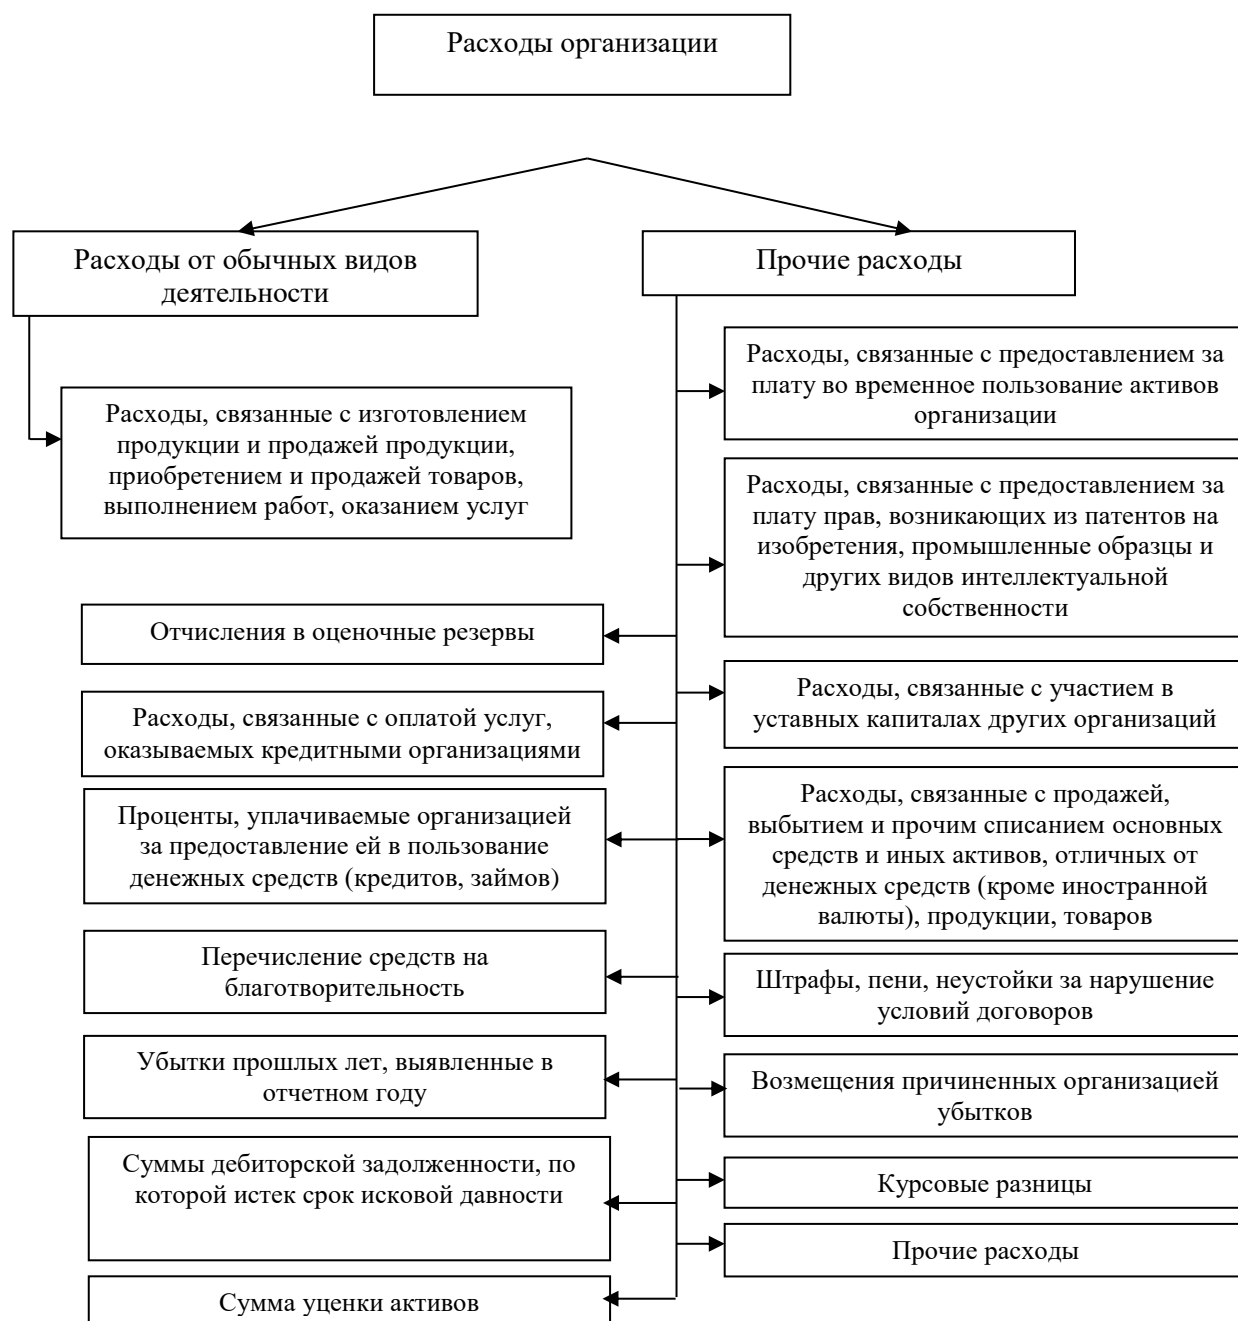 Расходы организации
Расходы от обычных видов
деятельности
Прочие расходы
Расходы, связанные с изготовлением
продукции и продажей продукции,
приобретением и продажей товаров,
выполнением работ, оказанием услуг
Расходы, связанные с предоставлением за
плату во временное пользование активов
организации
Расходы, связанные с предоставлением за
плату прав, возникающих из патентов на
изобретения, промышленные образцы и
других видов интеллектуальной
собственности
Отчисления в оценочные резервы
Расходы, связанные с участием в
уставных капиталах других организаций
Расходы, связанные с оплатой услуг,
оказываемых кредитными организациями
Расходы, связанные с продажей,
выбытием и прочим списанием основных
средств и иных активов, отличных от
денежных средств (кроме иностранной
валюты), продукции, товаров
Проценты, уплачиваемые организацией
за предоставление ей в пользование
денежных средств (кредитов, займов)
Перечисление средств на
благотворительность
Штрафы, пени, неустойки за нарушение
условий договоров
Убытки прошлых лет, выявленные в
отчетном году
Возмещения причиненных организацией
убытков
Суммы дебиторской задолженности, по
которой истек срок исковой давности
Курсовые разницы
Прочие расходы
Сумма уценки активов